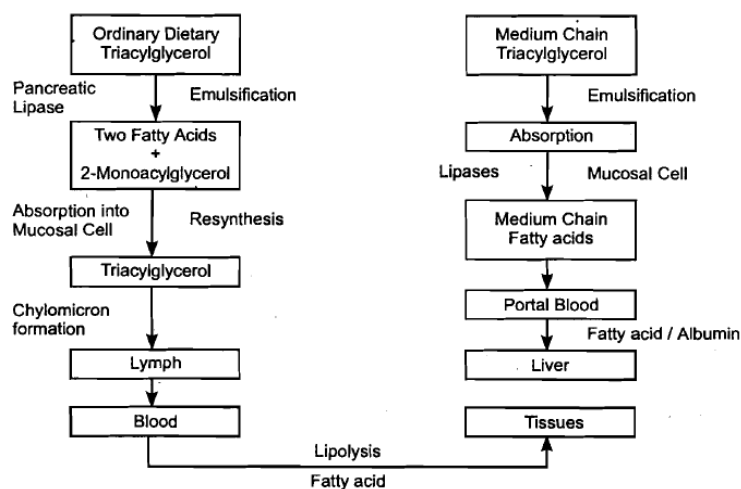 Ordinary Dietary
Triacylglycerol
Pancreatic
Lipase
Emulsification
Two Fatty Acids
+
2-Monoacylglycerol
Absorption into
Mucosal Cell
Resynthesis
Triacylglycerol
Chylomicron
formation
Lymph
Blood
Lipolysis
Fatty acid
Medium Chain
Triacylglycerol
Emulsification
Absorption
Lipases
Mucosal Cell
Medium Chain
Fatty acids
Portal Blood
Fatty acid / Albumin
Liver
Tissues